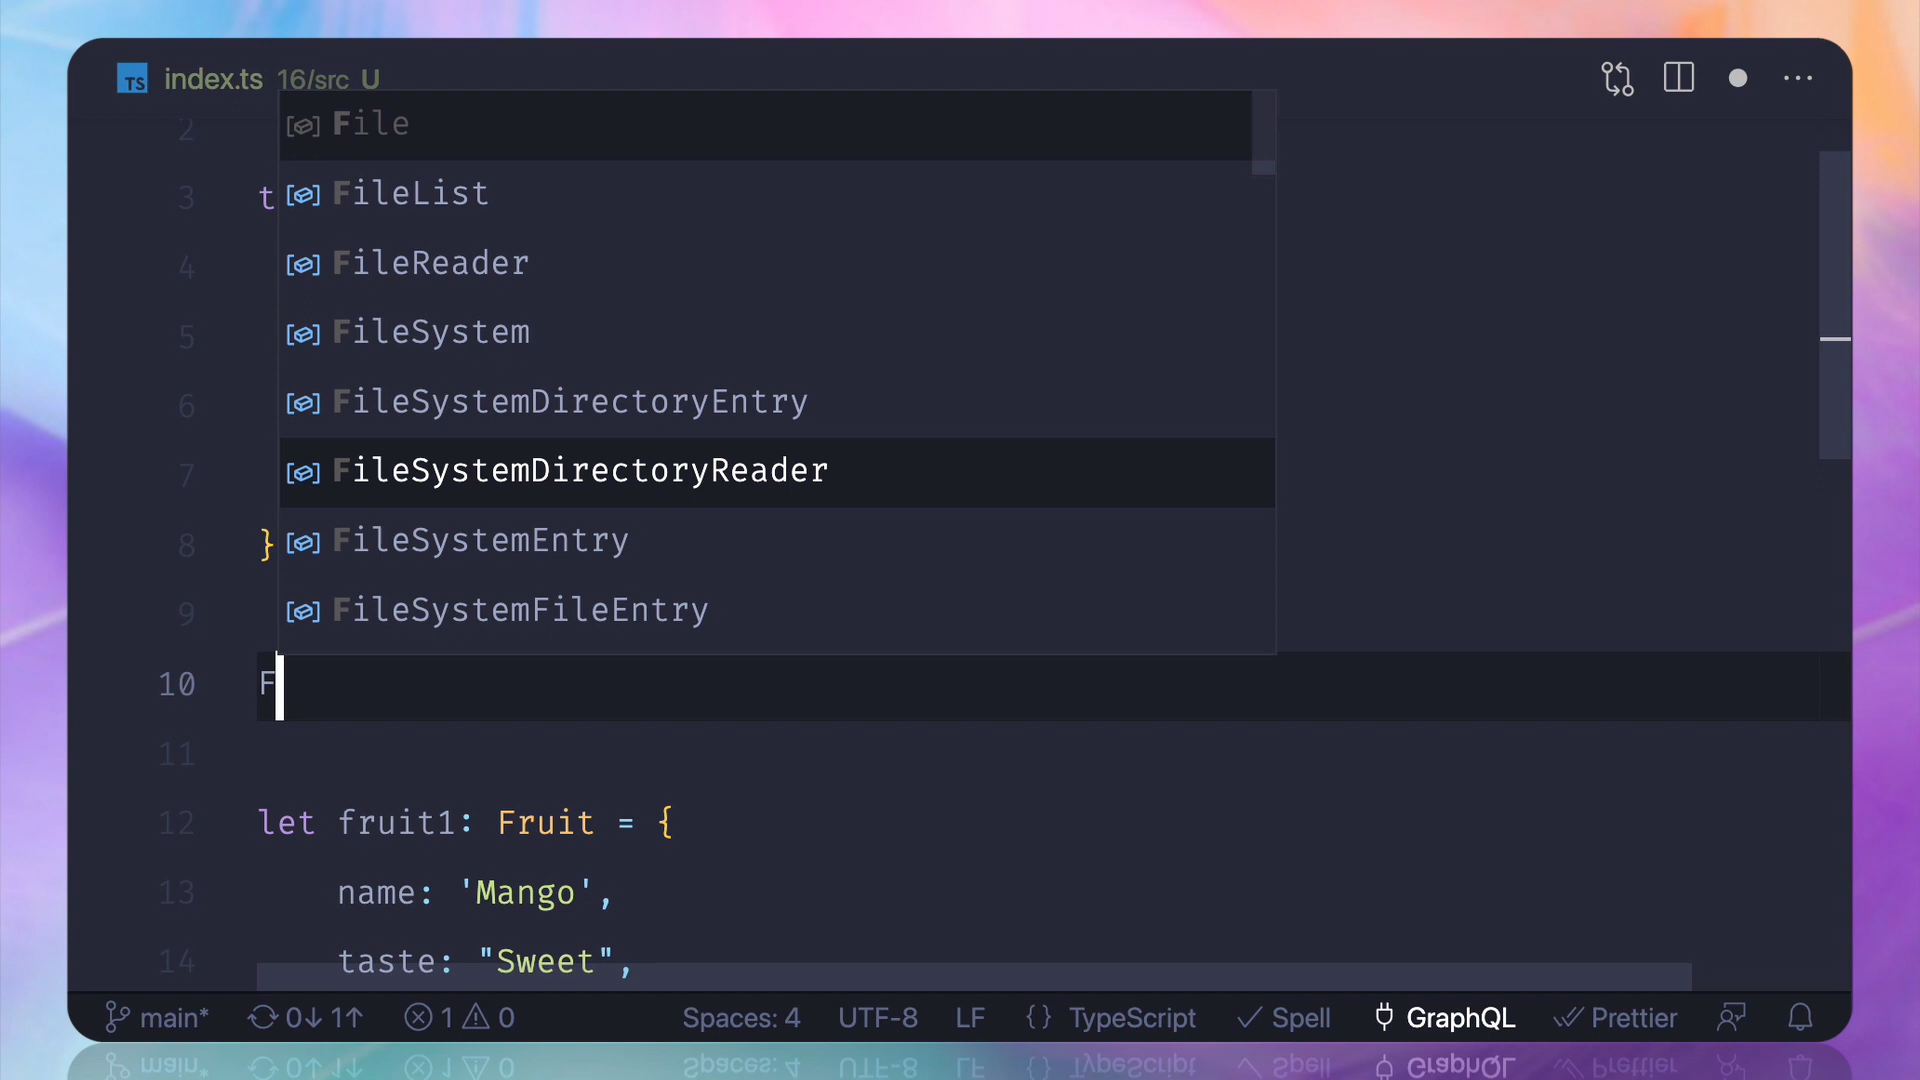 TS index.ts 16/src U
2
File
3 t
FileList
4
FileReader
5
FileSystem
6
FileSystemDirectoryEntry
7
FileSystemDirectoryReader
8 }
FileSystemEntry
9
FileSystemFileEntry
10 F
11
12 let fruit1: Fruit = {
13 name: 'Mango',
14 taste: "Sweet",
main* 0↓ 1↑ 1 0 Spaces: 4 UTF-8 LF {} TypeScript Spell GraphQL Prettier